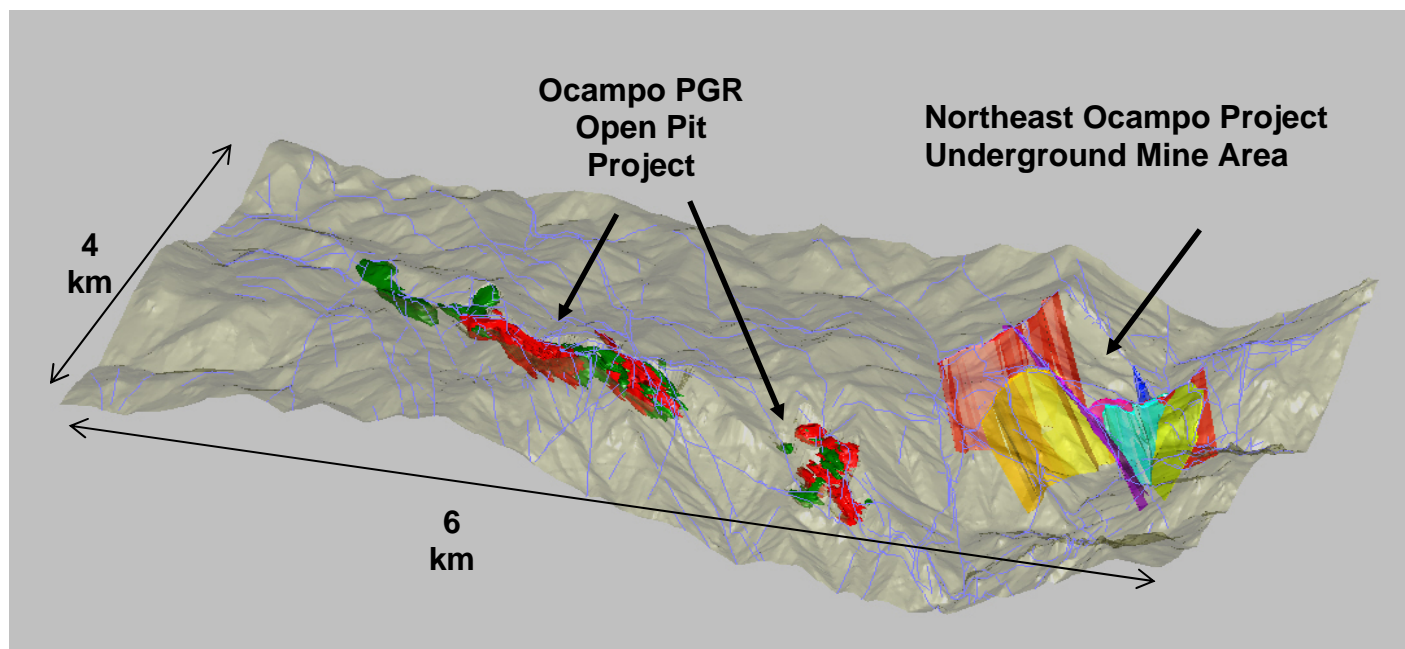 Ocampo PGR
Open Pit
Project
Northeast Ocampo Project
Underground Mine Area
4
km
6
km